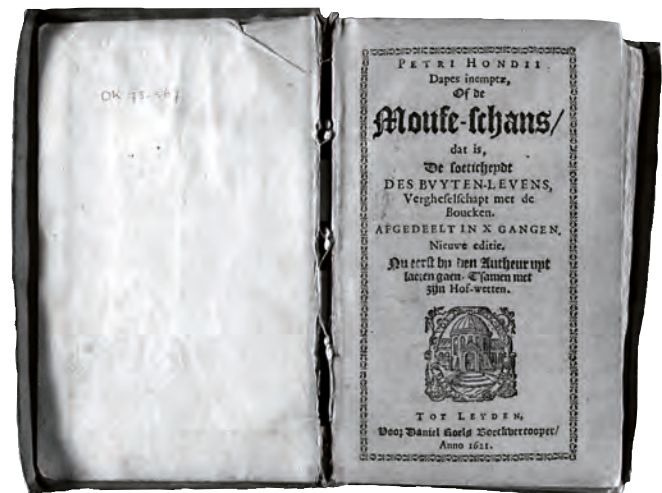 OK 73-567
PETRI HONDII
Dapes inemptæ,
Of de
Moufe-schans/
dat is,
De soeticheydt
DES BVYTEN-LEVENS,
Vergheselschapt met de
Boucken.
AFGEDEELT IN X GANGEN.
Nieuwe editie.
Nu eerst by den Autheur uyt
laeten gaen. Tsamen met
zijn Hof-wetten.
TOT LEYDEN,
Voor Daniel Roels Boeckvercooper/
Anno 1621.